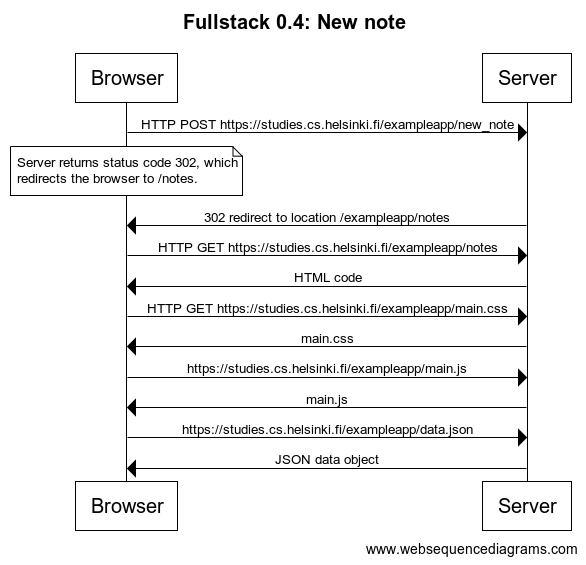 Fullstack 0.4: New note
Browser
Server
HTTP POST https://studies.cs.helsinki.fi/exampleapp/new_note
Server returns status code 302, which
redirects the browser to /notes.
302 redirect to location /exampleapp/notes
HTTP GET https://studies.cs.helsinki.fi/exampleapp/notes
HTML code
HTTP GET https://studies.cs.helsinki.fi/exampleapp/main.css
main.css
https://studies.cs.helsinki.fi/exampleapp/main.js
main.js
https://studies.cs.helsinki.fi/exampleapp/data.json
JSON data object
Browser
Server
www.websequencediagrams.com